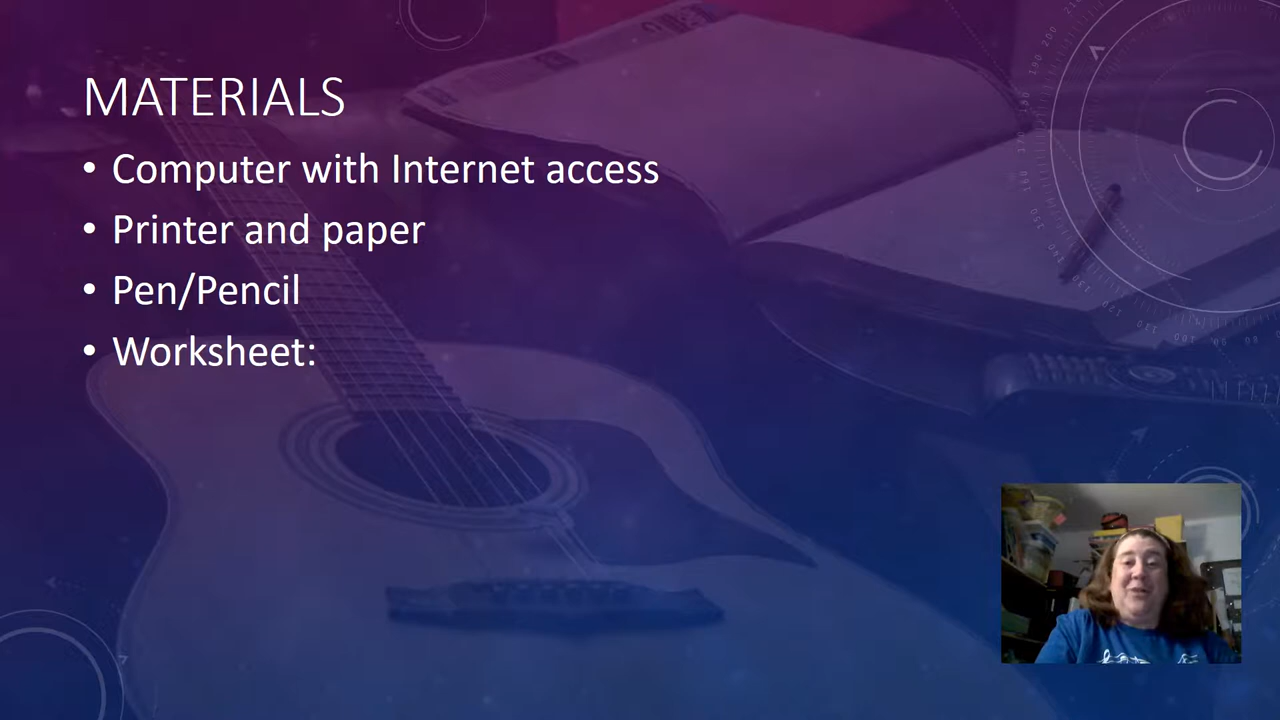 MATERIALS
• Computer with Internet access
• Printer and paper
• Pen/Pencil
• Worksheet: